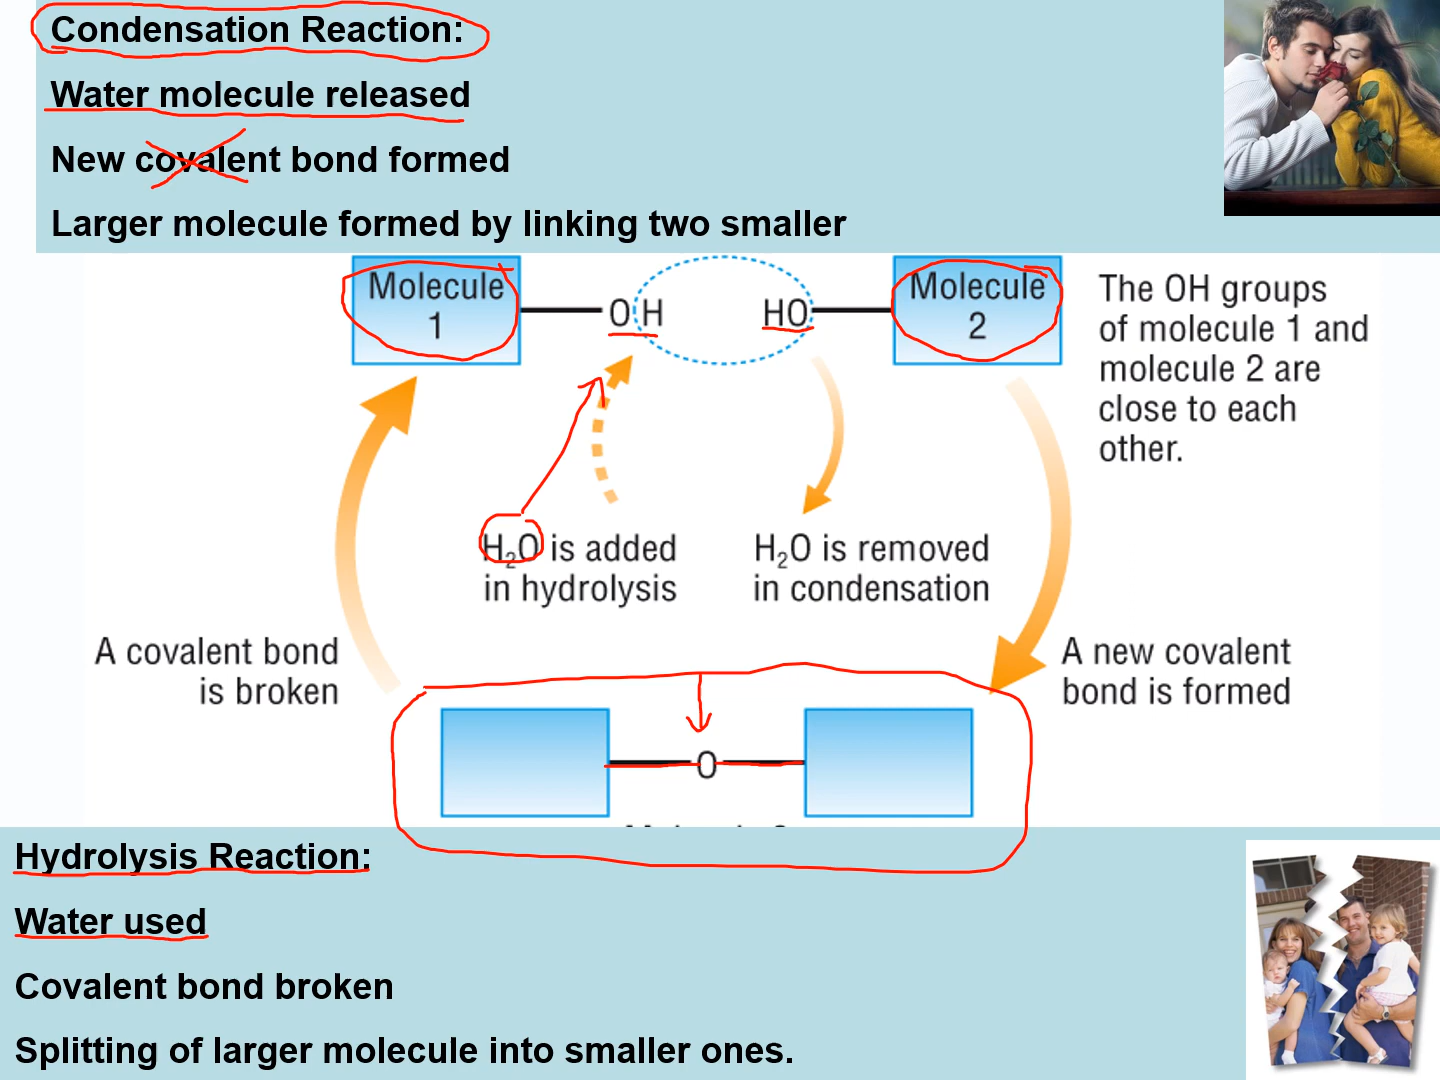 Condensation Reaction:
Water molecule released
New covalent bond formed
Larger molecule formed by linking two smaller
Molecule
1
OH
HO
Molecule
2
The OH groups
of molecule 1 and
molecule 2 are
close to each
other.
H₂O is added
in hydrolysis
H₂O is removed
in condensation
A covalent bond
is broken
A new covalent
bond is formed
O
Hydrolysis Reaction:
Water used
Covalent bond broken
Splitting of larger molecule into smaller ones.